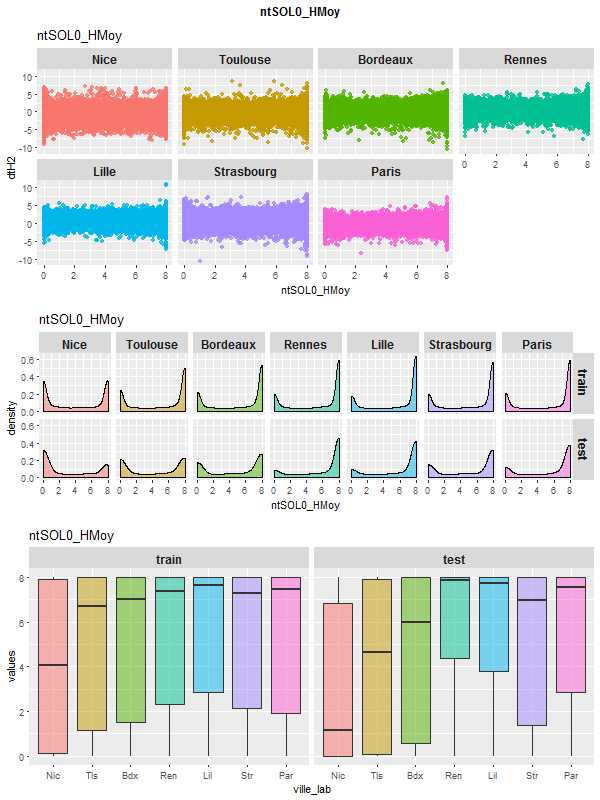 ntSOL0_HMoy
ntSOL0_HMoy
Nice Toulouse Bordeaux Rennes
10
5
0
-5
-10
0 2 4 6 8
Lille Strasbourg Paris
10
5
0
-5
-10
0 2 4 6 8 0 2 4 6 8 0 2 4 6 8
dtH2
ntSOL0_HMoy
ntSOL0_HMoy
Nice Toulouse Bordeaux Rennes Lille Strasbourg Paris
0.6
0.4
0.2
0.0
train
0.6
0.4
0.2
0.0
test
density
0 2 4 6 8 0 2 4 6 8 0 2 4 6 8 0 2 4 6 8 0 2 4 6 8 0 2 4 6 8 0 2 4 6 8
ntSOL0_HMoy
ntSOL0_HMoy
train test
8
6
4
2
0
values
Nic Tls Bdx Ren Lil Str Par Nic Tls Bdx Ren Lil Str Par
ville_lab